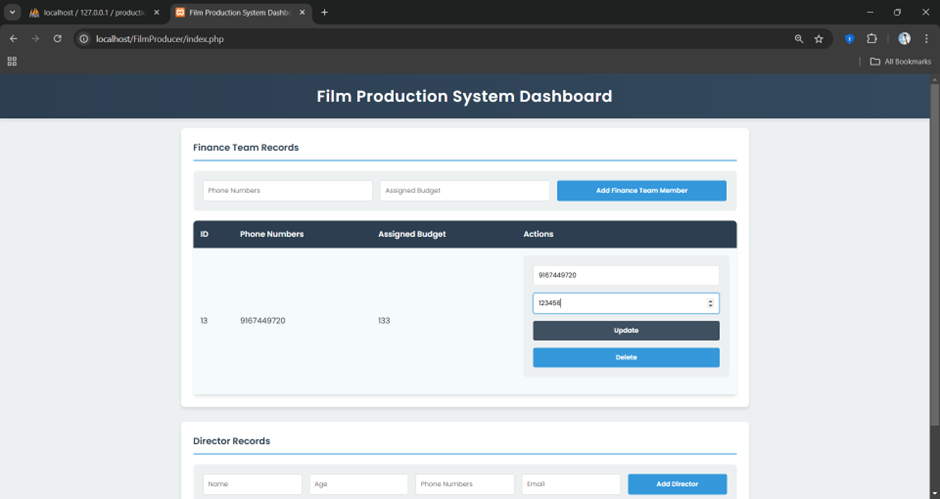 localhost / 127.0.0.1 / productio
Film Production System Dashbo
localhost/FilmProducer/index.php
All Bookmarks
Film Production System Dashboard
Finance Team Records
Phone Numbers
Assigned Budget
Add Finance Team Member
ID
Phone Numbers
Assigned Budget
Actions
13
9167449720
133
9167449720
123456
Update
Delete
Director Records
Name
Age
Phone Numbers
Email
Add Director